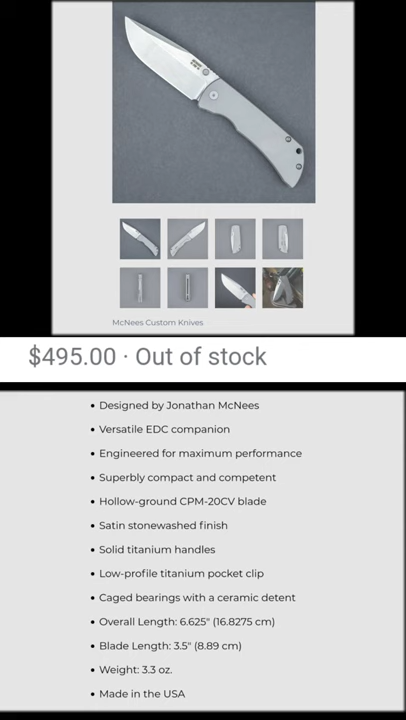 McNees Custom Knives
$495.00 · Out of stock
• Designed by Jonathan McNees
• Versatile EDC companion
• Engineered for maximum performance
• Superbly compact and competent
• Hollow-ground CPM-20CV blade
• Satin stonewashed finish
• Solid titanium handles
• Low-profile titanium pocket clip
• Caged bearings with a ceramic detent
• Overall Length: 6.625" (16.8275 cm)
• Blade Length: 3.5" (8.89 cm)
• Weight: 3.3 oz.
• Made in the USA